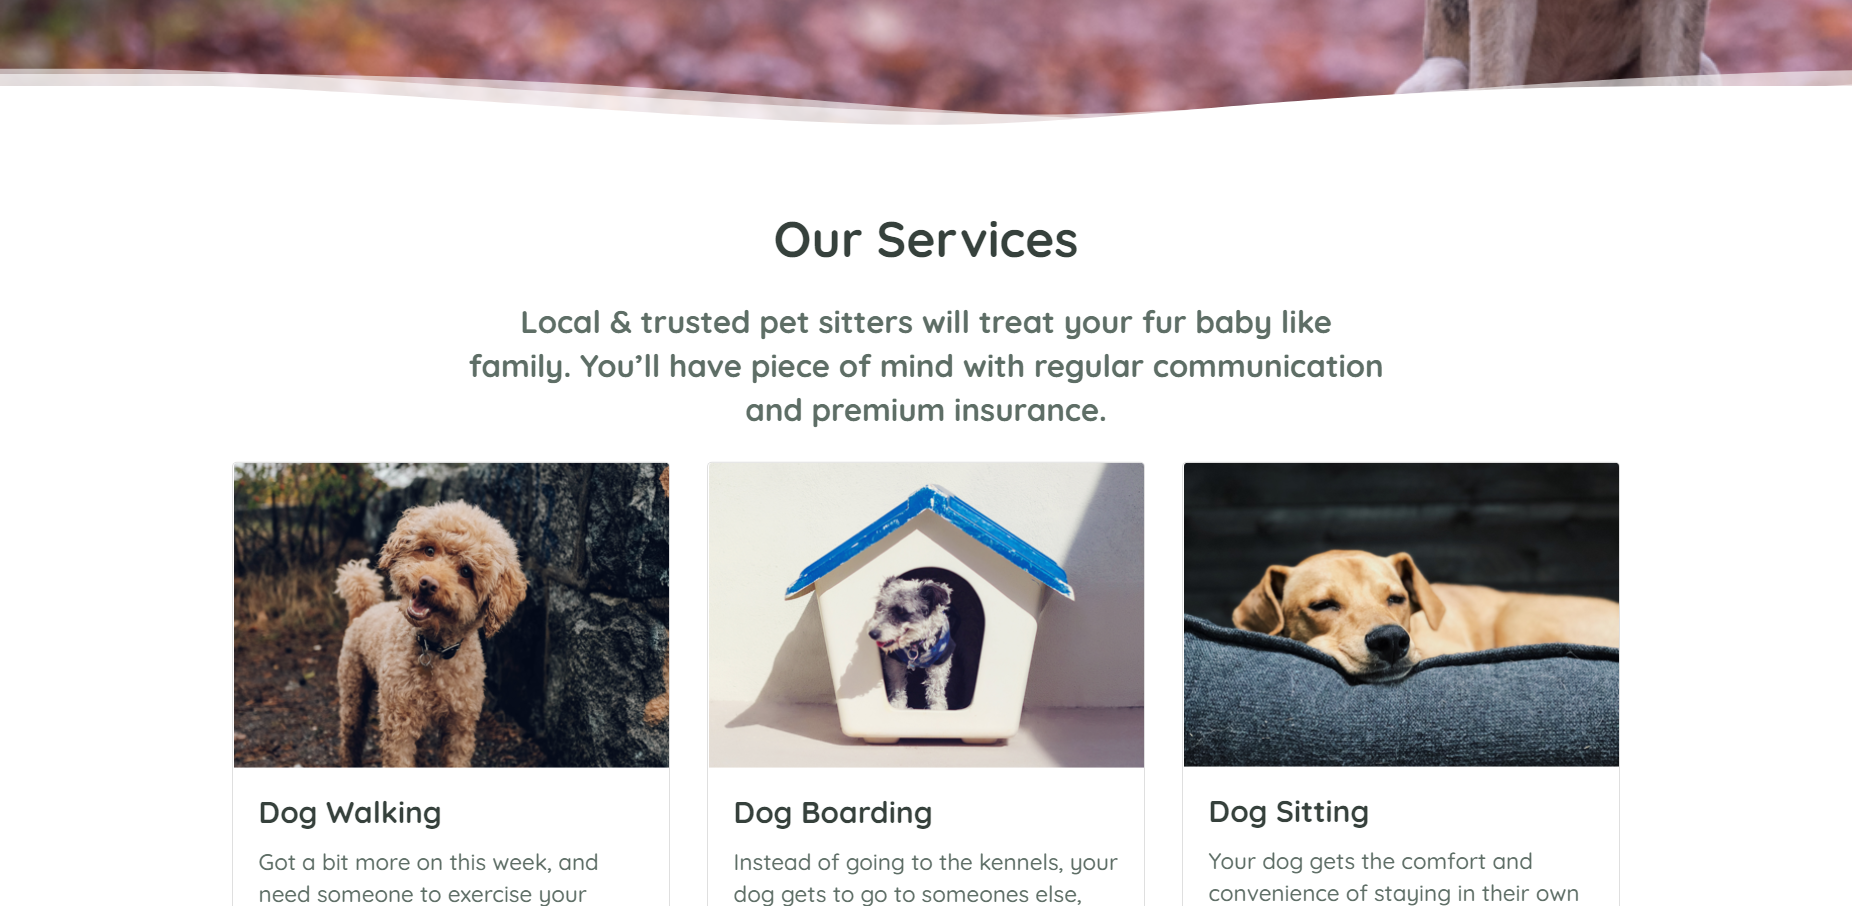 Our Services
Local & trusted pet sitters will treat your fur baby like
family. You’ll have piece of mind with regular communication
and premium insurance.
Dog Walking
Got a bit more on this week, and
need someone to exercise your
Dog Boarding
Instead of going to the kennels, your
dog gets to go to someones else,
Dog Sitting
Your dog gets the comfort and
convenience of staying in their own